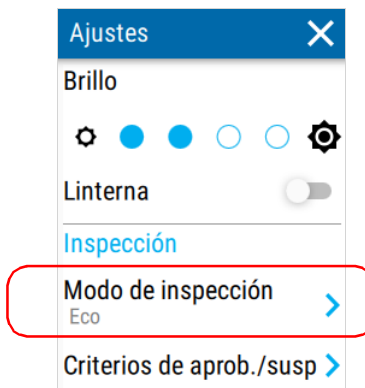 Ajustes
Brillo
Linterna
Inspección
Modo de inspección
Eco
Criterios de aprob./susp